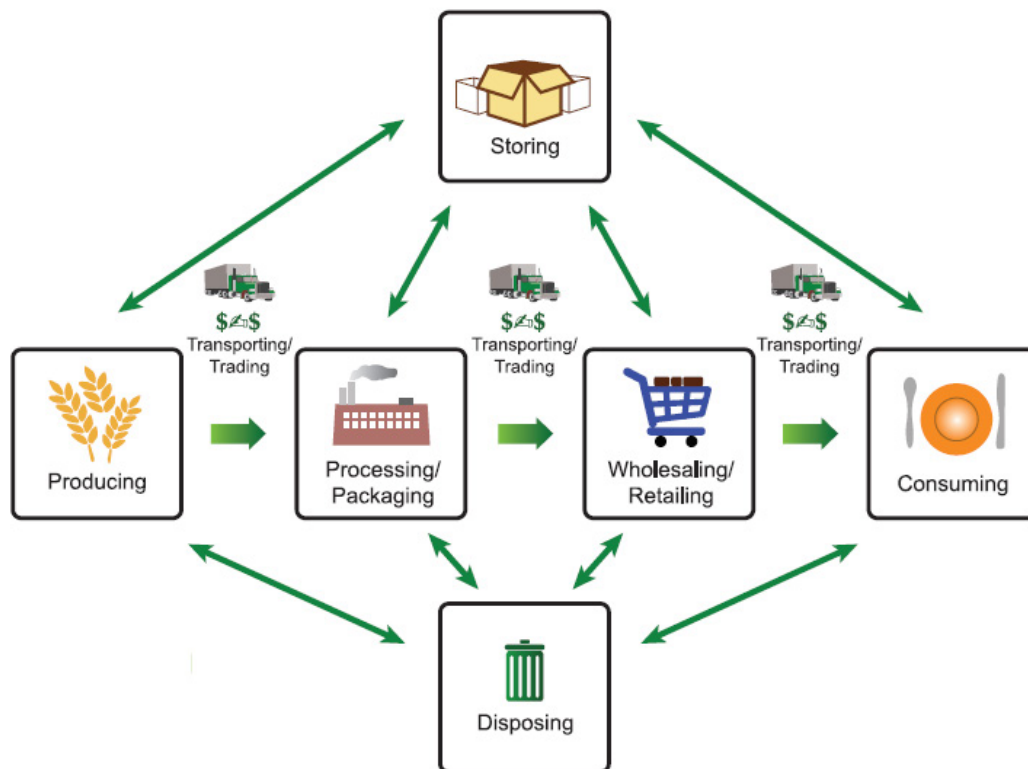 Storing
$✍$
Transporting/
Trading
$✍$
Transporting/
Trading
$✍$
Transporting/
Trading
Producing
Processing/
Packaging
Wholesaling/
Retailing
Consuming
Disposing